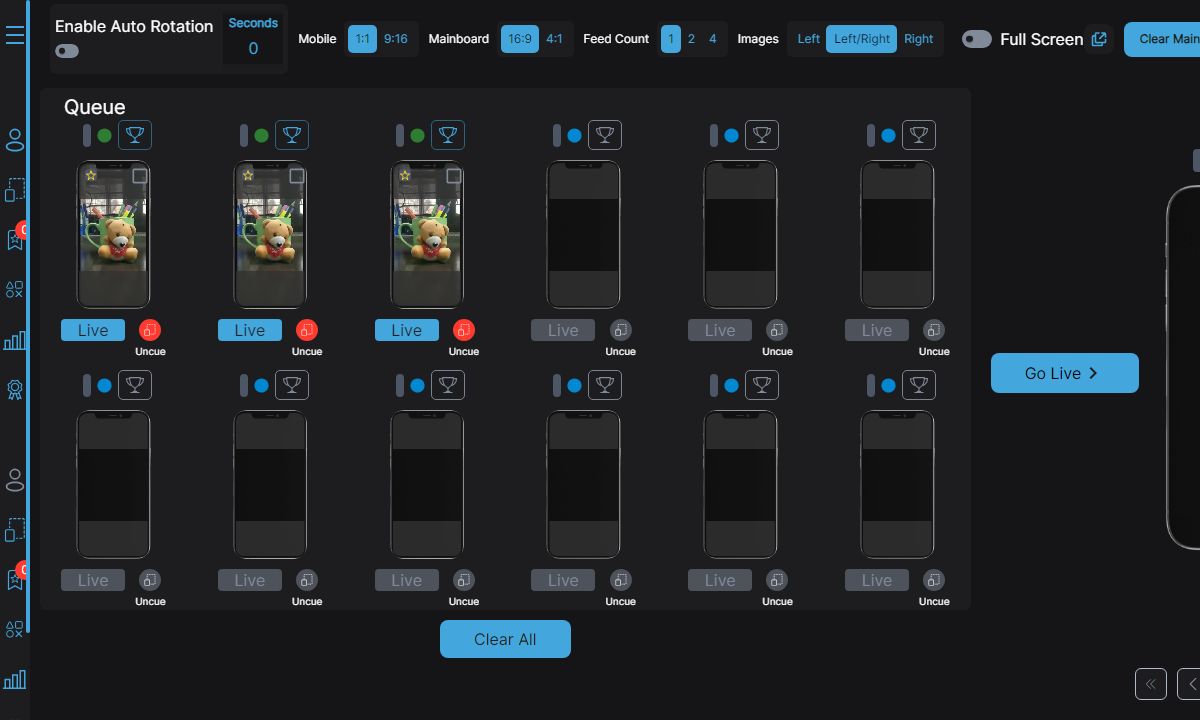 Enable Auto Rotation
Seconds
0
Mobile 1:1 9:16 Mainboard 16:9 4:1 Feed Count 1 2 4 Images Left Left/Right Right Full Screen Clear Main
Queue
Live Live Live Live Live Live
Uncue Uncue Uncue Uncue Uncue Uncue
Go Live
Live Live Live Live Live Live
Uncue Uncue Uncue Uncue Uncue Uncue
Clear All